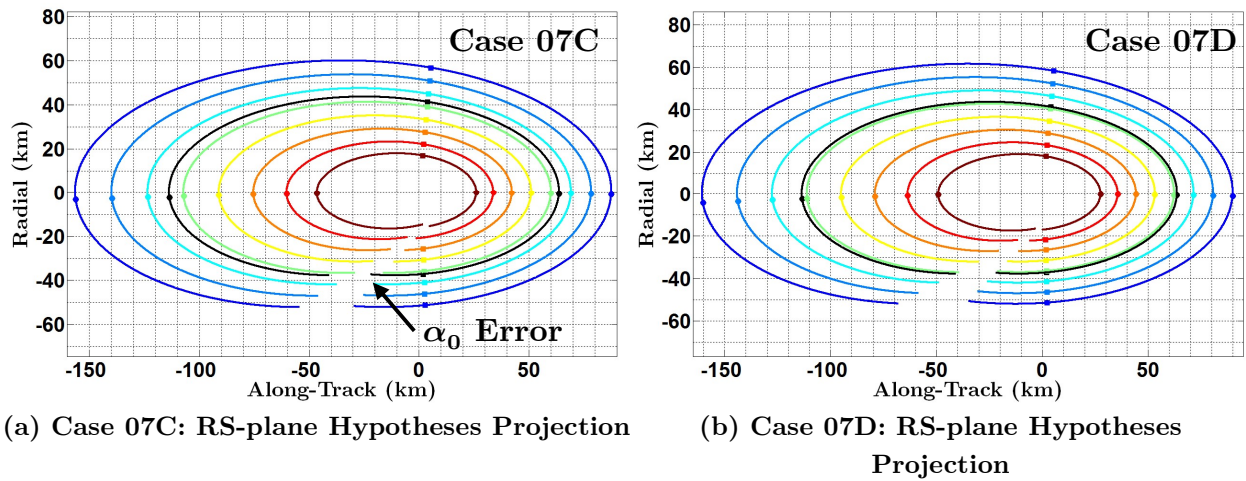 Case 07C
Radial (km)
60
40
20
0
-20
-40
-60
α₀ Error
-150
-100
-50
0
50
Along-Track (km)
(a) Case 07C: RS-plane Hypotheses Projection
Case 07D
Radial (km)
80
60
40
20
0
-20
-40
-60
-150
-100
-50
0
50
Along-Track (km)
(b) Case 07D: RS-plane Hypotheses
Projection